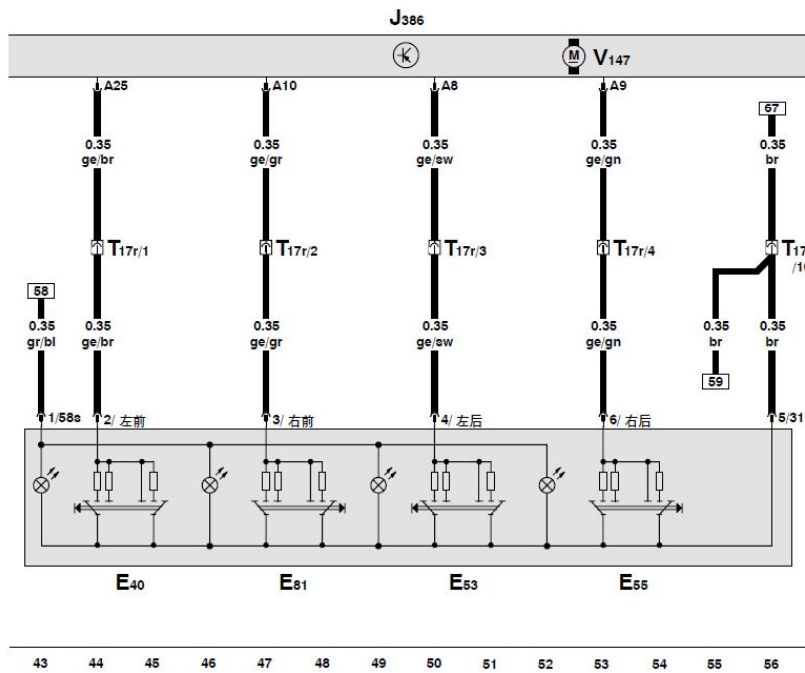 J386
V147
A25 A10 A8 A9
67
0.35 0.35 0.35 0.35 0.35
ge/br ge/gr ge/sw ge/gn br
T17r/1 T17r/2 T17r/3 T17r/4 T17
58
0.35 0.35 0.35 0.35 0.35 0.35 0.35
gr/bl ge/br ge/gr ge/sw ge/gn br br
59
1/58s 2/ 左前 3/ 右前 4/ 左后 6/ 右后 5/31
E40 E81 E53 E55
43 44 45 46 47 48 49 50 51 52 53 54 55 56